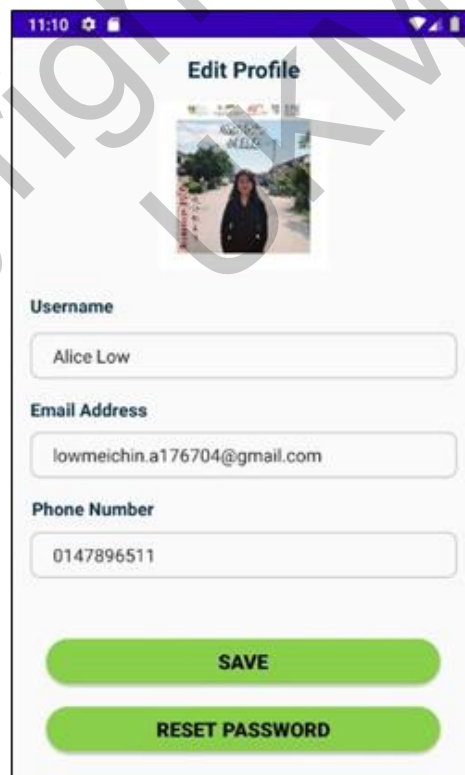 11:10
Edit Profile
Username
Alice Low
Email Address
lowmeichin.a176704@gmail.com
Phone Number
0147896511
SAVE
RESET PASSWORD